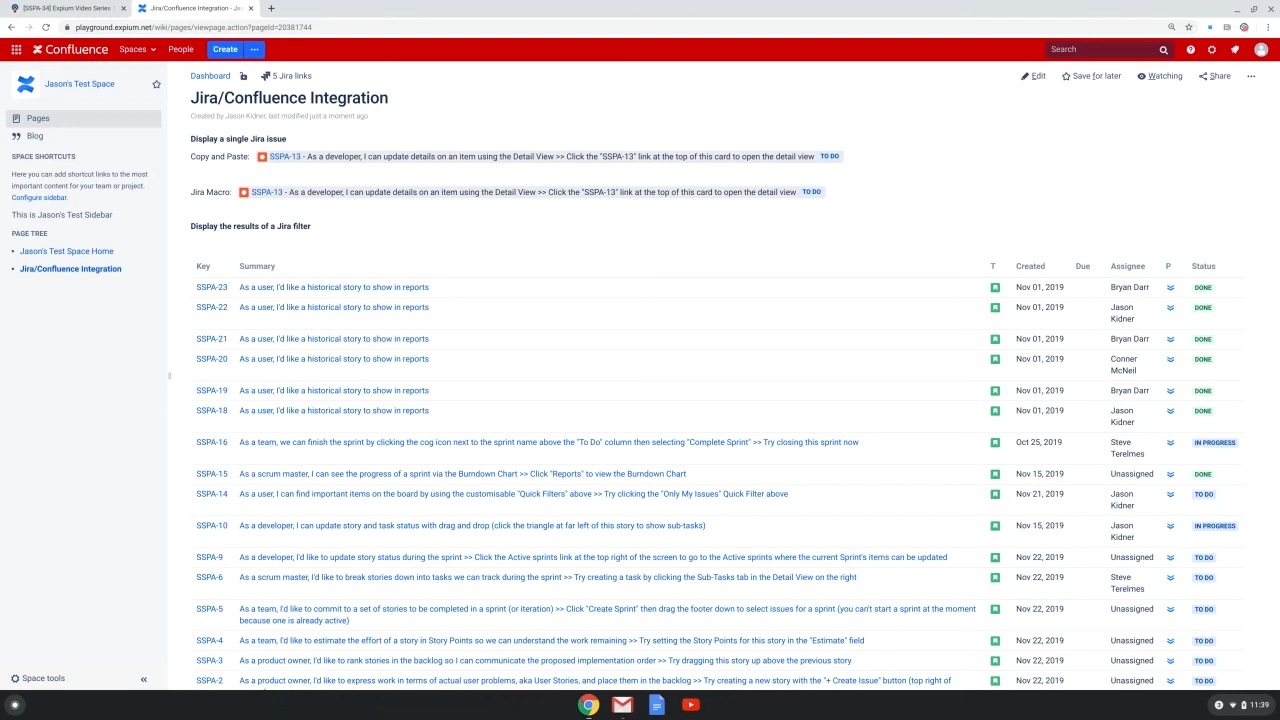 [SSPA-34] Expium Video Series
Jira/Confluence Integration - Ja
playground.expium.net/wiki/pages/viewpage.action?pageId=20381744
Confluence
Spaces
People
Create
Search
Jason's Test Space
Pages
Blog
SPACE SHORTCUTS
Here you can add shortcut links to the most
important content for your team or project.
Configure sidebar.
This is Jason's Test Sidebar
PAGE TREE
Jason's Test Space Home
Jira/Confluence Integration
Space tools
Dashboard 5 Jira links
Edit Save for later Watching Share
Jira/Confluence Integration
Created by Jason Kidner, last modified just a moment ago
Display a single Jira issue
Copy and Paste: SSPA-13 - As a developer, I can update details on an item using the Detail View >> Click the "SSPA-13" link at the top of this card to open the detail view TO DO
Jira Macro: SSPA-13 - As a developer, I can update details on an item using the Detail View >> Click the "SSPA-13" link at the top of this card to open the detail view TO DO
Display the results of a Jira filter
Key Summary T Created Due Assignee P Status
SSPA-23 As a user, I'd like a historical story to show in reports Nov 01, 2019 Bryan Darr DONE
SSPA-22 As a user, I'd like a historical story to show in reports Nov 01, 2019 Jason DONE
Kidner
SSPA-21 As a user, I'd like a historical story to show in reports Nov 01, 2019 Bryan Darr DONE
SSPA-20 As a user, I'd like a historical story to show in reports Nov 01, 2019 Conner DONE
McNeil
SSPA-19 As a user, I'd like a historical story to show in reports Nov 01, 2019 Bryan Darr DONE
SSPA-18 As a user, I'd like a historical story to show in reports Nov 01, 2019 Jason DONE
Kidner
SSPA-16 As a team, we can finish the sprint by clicking the cog icon next to the sprint name above the "To Do" column then selecting "Complete Sprint" >> Try closing this sprint now Oct 25, 2019 Steve IN PROGRESS
Terelmes
SSPA-15 As a scrum master, I can see the progress of a sprint via the Burndown Chart >> Click "Reports" to view the Burndown Chart Nov 15, 2019 Unassigned DONE
SSPA-14 As a user, I can find important items on the board by using the customisable "Quick Filters" above >> Try clicking the "Only My Issues" Quick Filter above Nov 21, 2019 Jason TO DO
Kidner
SSPA-10 As a developer, I can update story and task status with drag and drop (click the triangle at far left of this story to show sub-tasks) Nov 15, 2019 Jason IN PROGRESS
Kidner
SSPA-9 As a developer, I'd like to update story status during the sprint >> Click the Active sprints link at the top right of the screen to go to the Active sprints where the current Sprint's items can be updated Nov 22, 2019 Unassigned TO DO
SSPA-6 As a scrum master, I'd like to break stories down into tasks we can track during the sprint >> Try creating a task by clicking the Sub-Tasks tab in the Detail View on the right Nov 22, 2019 Steve TO DO
Terelmes
SSPA-5 As a team, I'd like to commit to a set of stories to be completed in a sprint (or iteration) >> Click "Create Sprint" then drag the footer down to select issues for a sprint (you can't start a sprint at the moment Nov 22, 2019 Unassigned TO DO
because one is already active)
SSPA-4 As a team, I'd like to estimate the effort of a story in Story Points so we can understand the work remaining >> Try setting the Story Points for this story in the "Estimate" field Nov 22, 2019 Unassigned TO DO
SSPA-3 As a product owner, I'd like to rank stories in the backlog so I can communicate the proposed implementation order >> Try dragging this story up above the previous story Nov 22, 2019 Unassigned TO DO
SSPA-2 As a product owner, I'd like to express work in terms of actual user problems, aka User Stories, and place them in the backlog >> Try creating a new story with the "+ Create Issue" button (top right of Nov 22, 2019 Unassigned TO DO
11:39